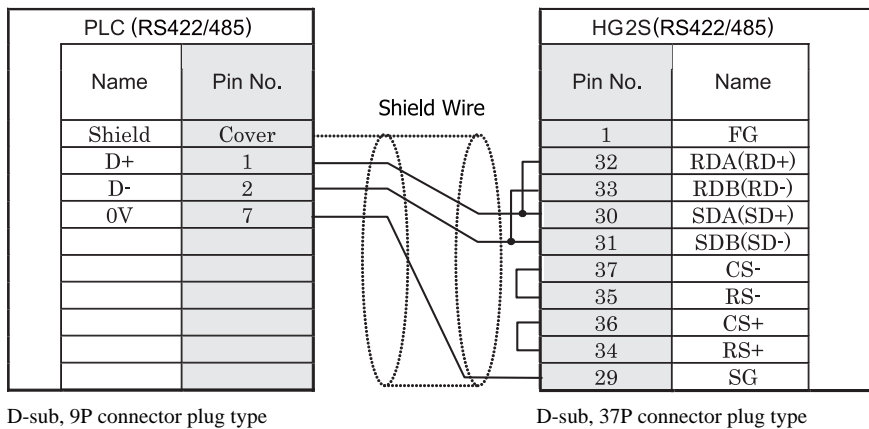 PLC (RS422/485)
Name Pin No.
Shield Cover
D+ 1
D- 2
0V 7
Shield Wire
HG2S(RS422/485)
Pin No. Name
1 FG
32 RDA(RD+)
33 RDB(RD-)
30 SDA(SD+)
31 SDB(SD-)
37 CS-
35 RS-
36 CS+
34 RS+
29 SG
D-sub, 9P connector plug type
D-sub, 37P connector plug type